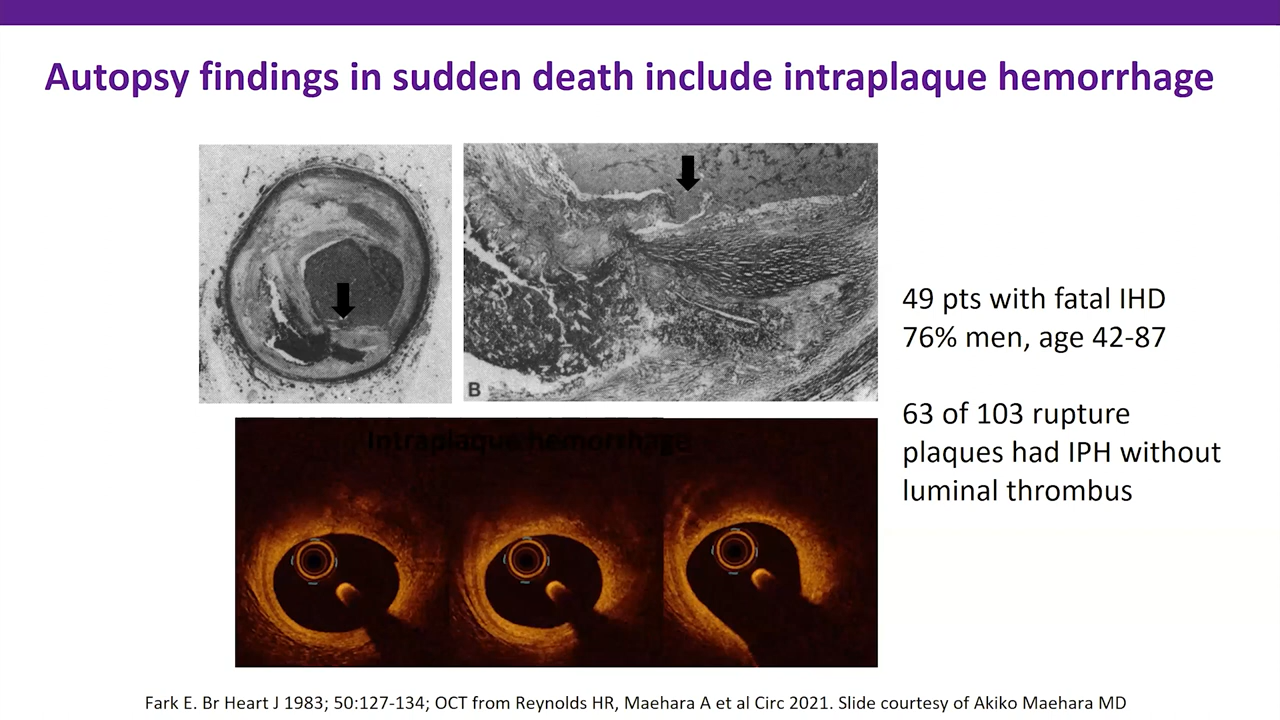 Autopsy findings in sudden death include intraplaque hemorrhage
B
49 pts with fatal IHD
76% men, age 42-87
63 of 103 rupture
plaques had IPH without
luminal thrombus
Intraplaque hemorrhage
Fark E. Br Heart J 1983; 50:127-134; OCT from Reynolds HR, Maehara A et al Circ 2021. Slide courtesy of Akiko Maehara MD